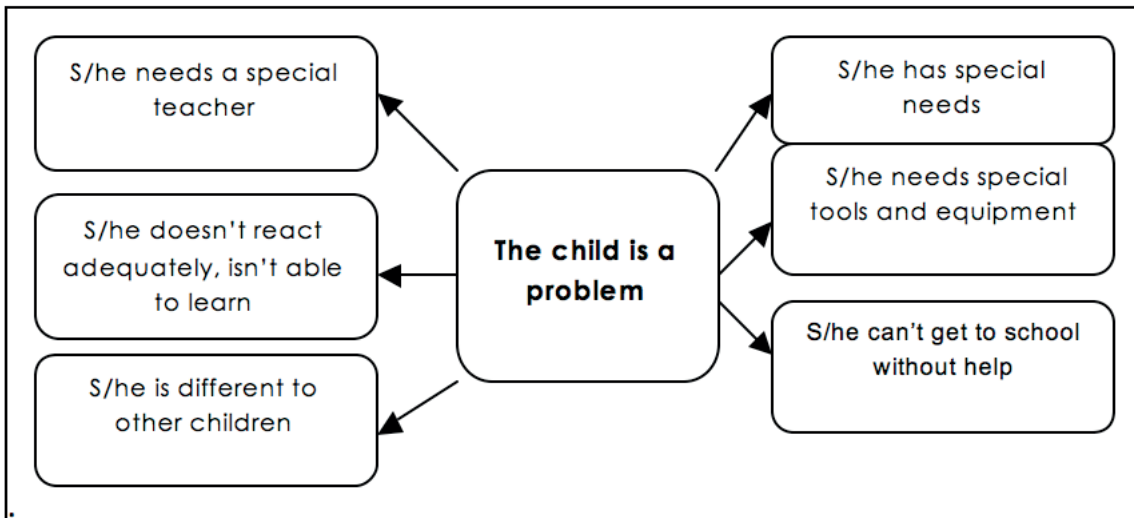 S/he needs a special
teacher
S/he doesn't react
adequately, isn't able
to learn
S/he is different to
other children
The child is a
problem
S/he has special
needs
S/he needs special
tools and equipment
S/he can't get to school
without help